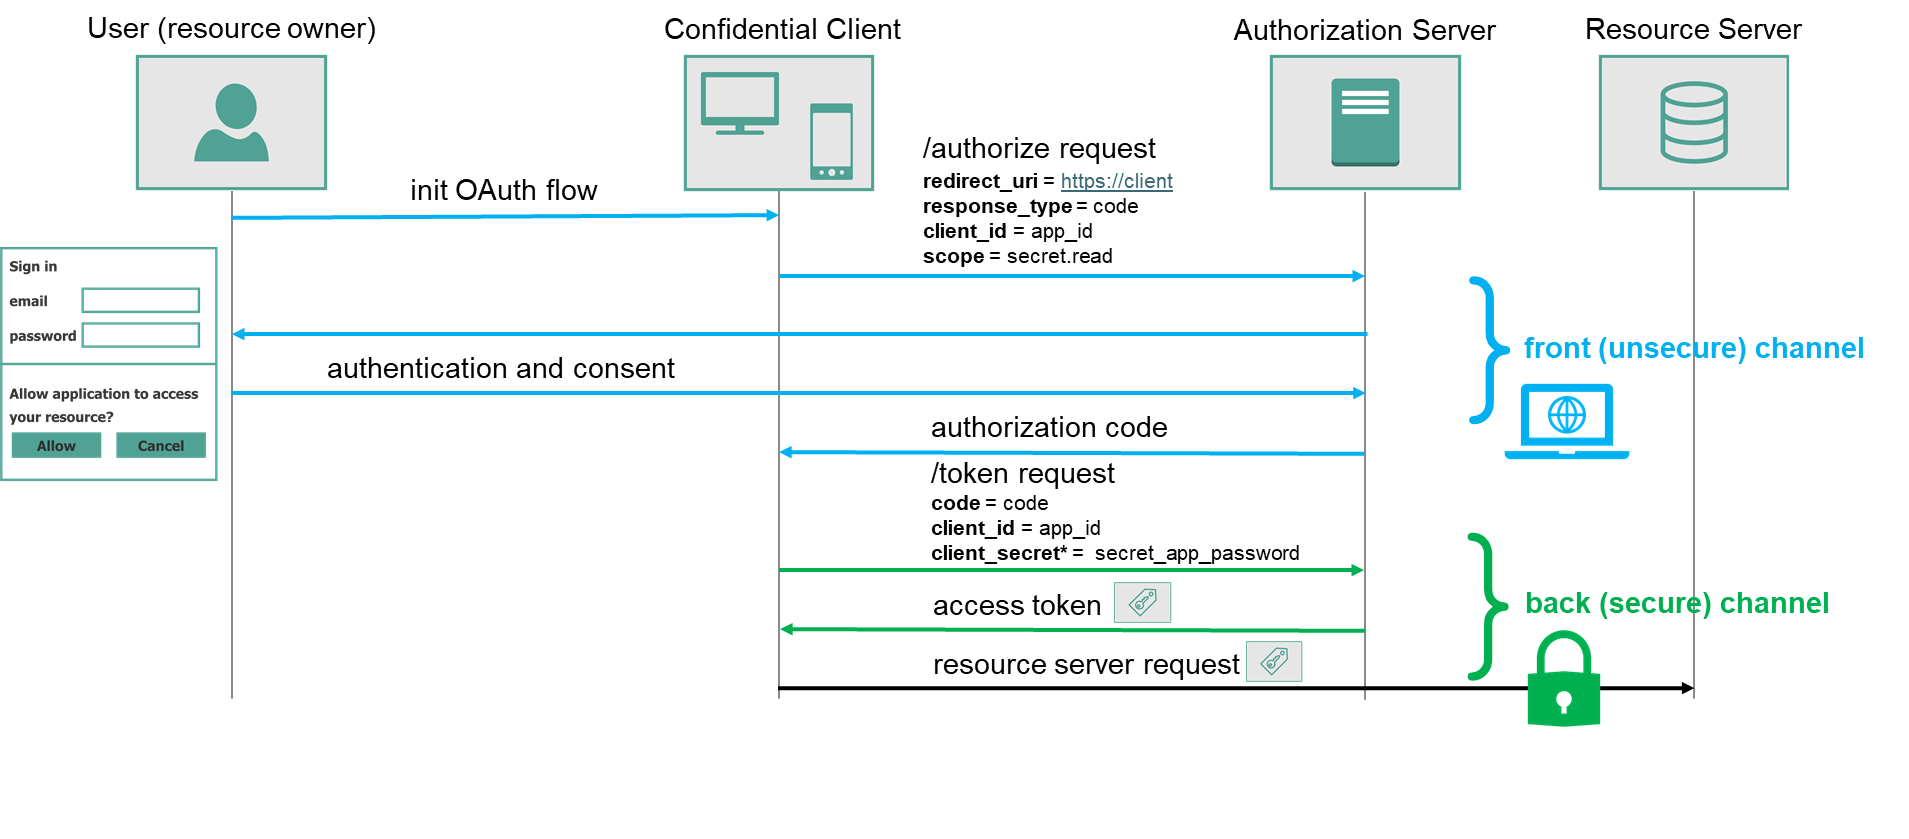 User (resource owner)
Confidential Client
Authorization Server
Resource Server
init OAuth flow
/authorize request
redirect_uri = https://client
response_type = code
client_id = app_id
scope = secret.read
Sign in
email
password
Allow application to access
your resource?
Allow
Cancel
authentication and consent
front (unsecure) channel
authorization code
/token request
code = code
client_id = app_id
client_secret* = secret_app_password
access token
back (secure) channel
resource server request